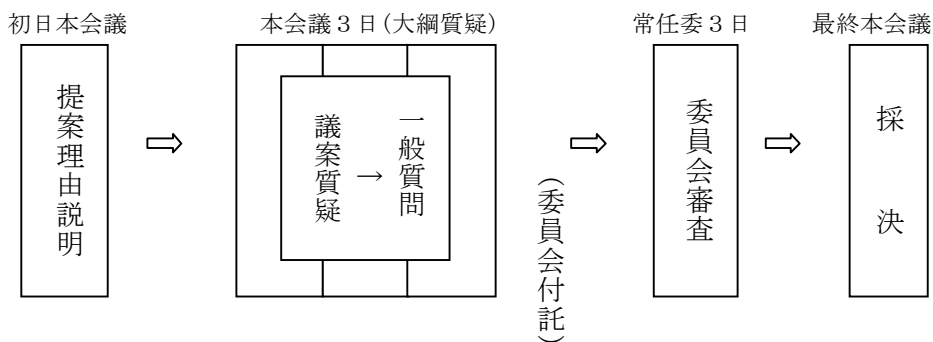 初日本会議
本会議3日(大綱質疑)
常任委3日
最終本会議
提案理由説明
⇨
議案質疑
→
一般質問
⇨
(委員会付託)
委員会審査
⇨
採決